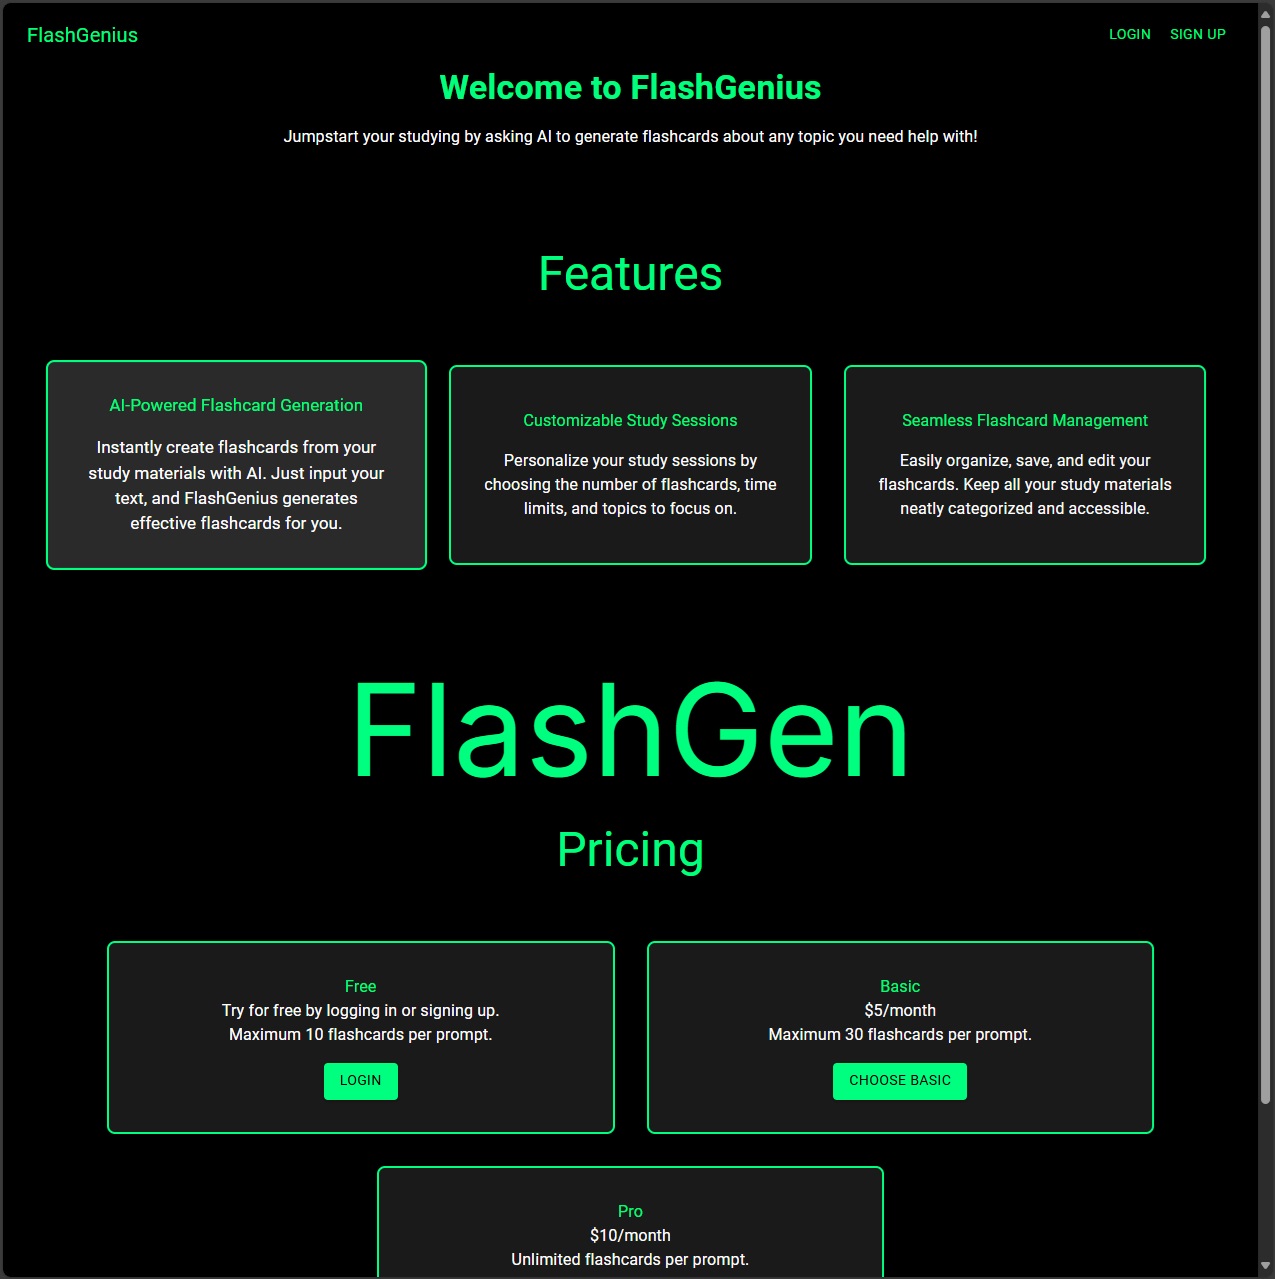 FlashGenius
LOGIN
SIGN UP
Welcome to FlashGenius
Jumpstart your studying by asking AI to generate flashcards about any topic you need help with!
Features
AI-Powered Flashcard Generation
Instantly create flashcards from your
study materials with AI. Just input your
text, and FlashGenius generates
effective flashcards for you.
Customizable Study Sessions
Personalize your study sessions by
choosing the number of flashcards, time
limits, and topics to focus on.
Seamless Flashcard Management
Easily organize, save, and edit your
flashcards. Keep all your study materials
neatly categorized and accessible.
FlashGen
Pricing
Free
Try for free by logging in or signing up.
Maximum 10 flashcards per prompt.
LOGIN
Basic
$5/month
Maximum 30 flashcards per prompt.
CHOOSE BASIC
Pro
$10/month
Unlimited flashcards per prompt.